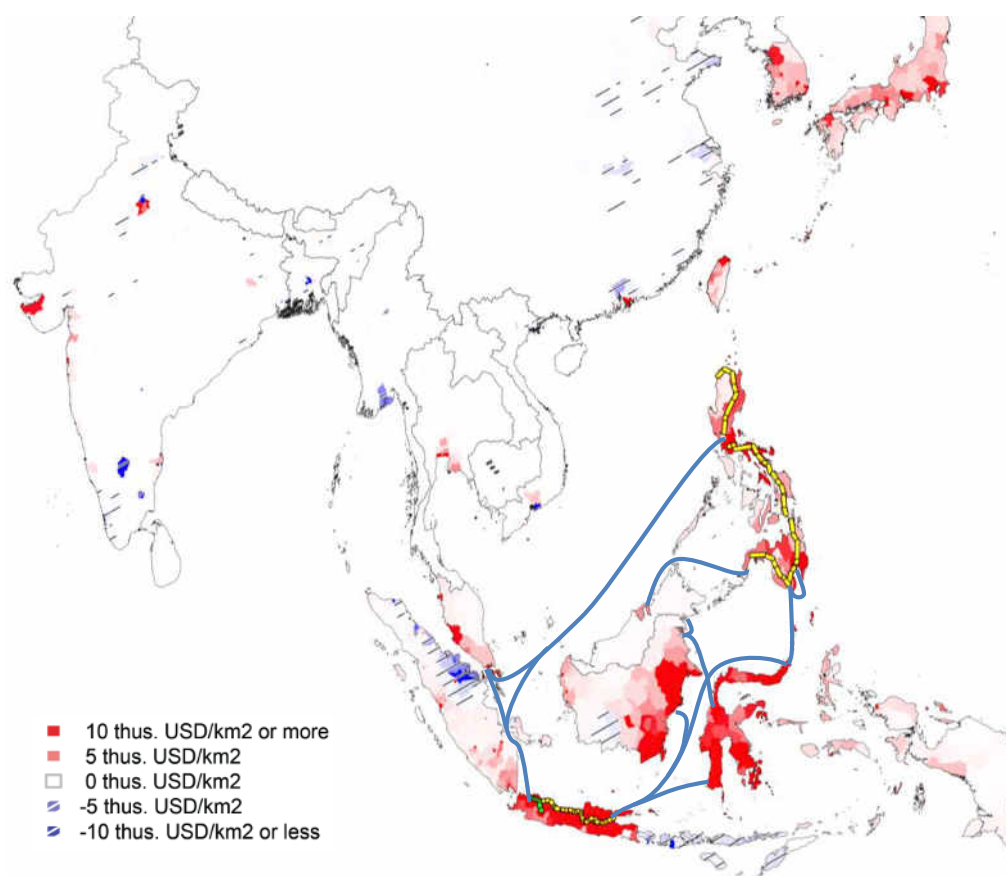 10 thus. USD/km2 or more
5 thus. USD/km2
0 thus. USD/km2
-5 thus. USD/km2
-10 thus. USD/km2 or less